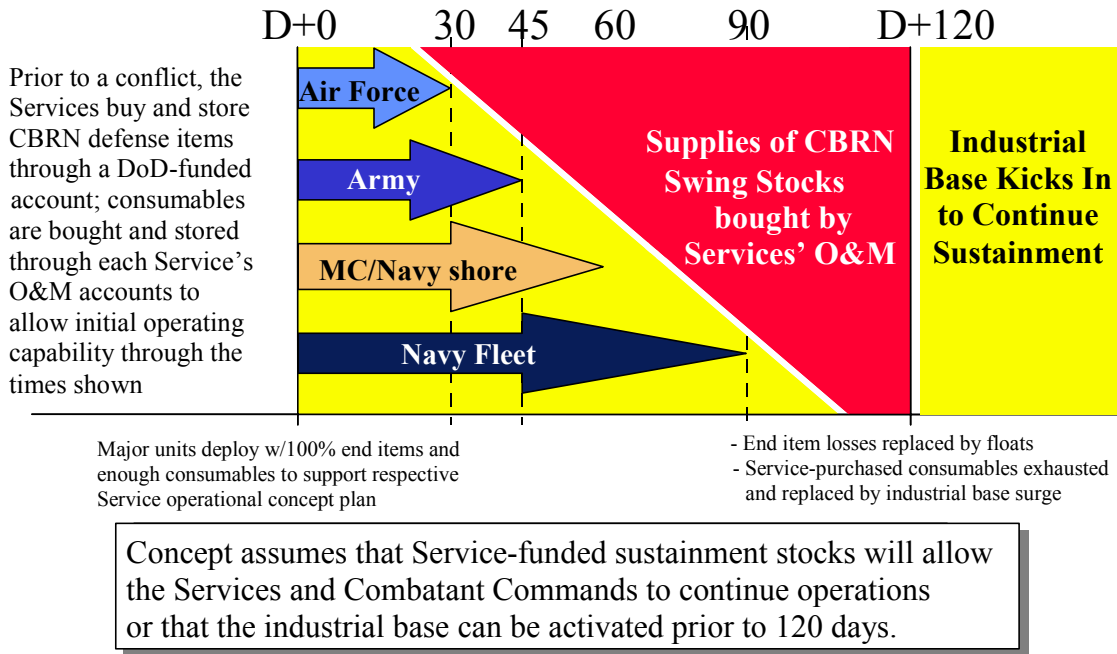 D+0 30 45 60 90 D+120
Prior to a conflict, the
Services buy and store
CBRN defense items
through a DoD-funded
account; consumables
are bought and stored
through each Service's
O&M accounts to
allow initial operating
capability through the
times shown
Air Force
Army
MC/Navy shore
Navy Fleet
Supplies of CBRN
Swing Stocks
bought by
Services' O&M
Industrial
Base Kicks In
to Continue
Sustainment
Major units deploy w/100% end items and
enough consumables to support respective
Service operational concept plan
- End item losses replaced by floats
- Service-purchased consumables exhausted
and replaced by industrial base surge
Concept assumes that Service-funded sustainment stocks will allow
the Services and Combatant Commands to continue operations
or that the industrial base can be activated prior to 120 days.